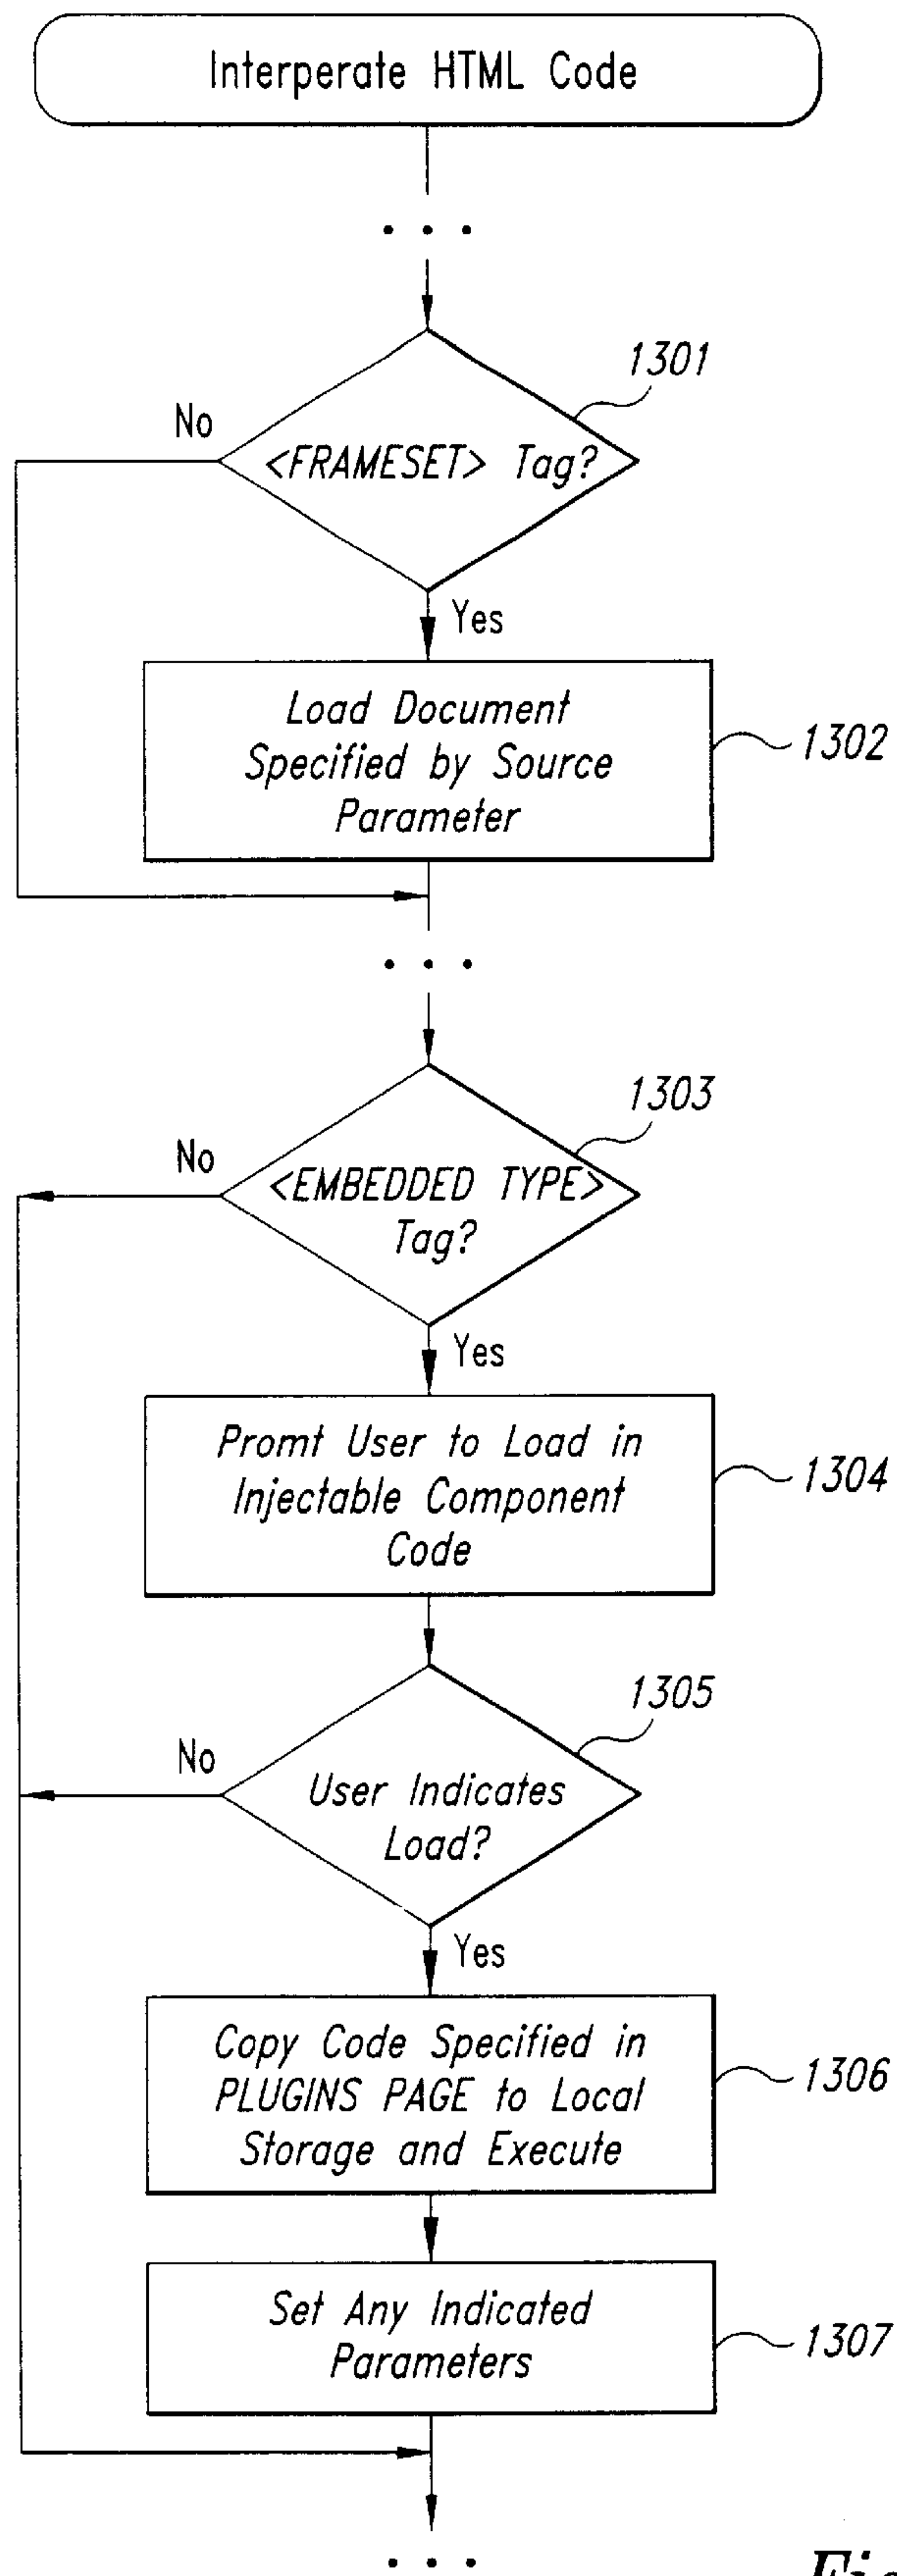 Interperate HTML Code
1301
No
<FRAMESET> Tag?
Yes
Load Document
Specified by Source
Parameter
1302
1303
No
<EMBEDDED TYPE>
Tag?
Yes
Promt User to Load in
Injectable Component
Code
1304
1305
No
User Indicates
Load?
Yes
Copy Code Specified in
PLUGINS PAGE to Local
Storage and Execute
1306
Set Any Indicated
Parameters
1307